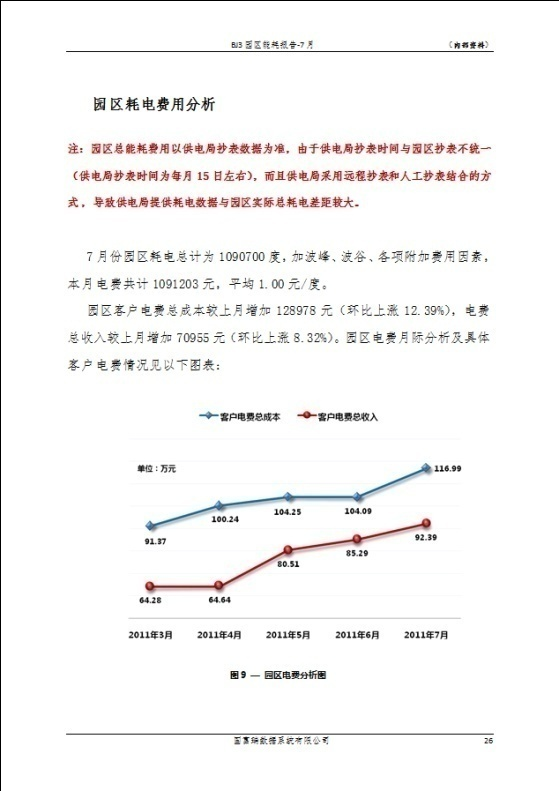 BJ3 园区能耗报告-7 月 （内部资料）
园区耗电费用分析
注：园区总能耗费用以供电局抄表数据为准，由于供电局抄表时间与园区抄表不统一
（供电局抄表时间为每月 15 日左右），而且供电局采用远程抄表和人工抄表结合的方
式，导致供电局提供耗电数据与园区实际总耗电差距较大。
7 月份园区耗电总计为 1090700 度，加波峰、波谷、各项附加费用因素，
本月电费共计 1091203 元，平均 1.00 元/度。
园区客户电费总成本较上月增加 128978 元（环比上涨 12.39%），电费
总收入较上月增加 70955 元（环比上涨 8.32%）。园区电费月际分析及具体
客户电费情况见以下图表：
客户电费总成本 客户电费总收入
单位：万元
116.99
104.25 104.09
100.24
91.37
92.39
85.29
80.51
64.28 64.64
2011年3月 2011年4月 2011年5月 2011年6月 2011年7月
图 9 — 园区电费分析图
国富瑞数据系统有限公司 26